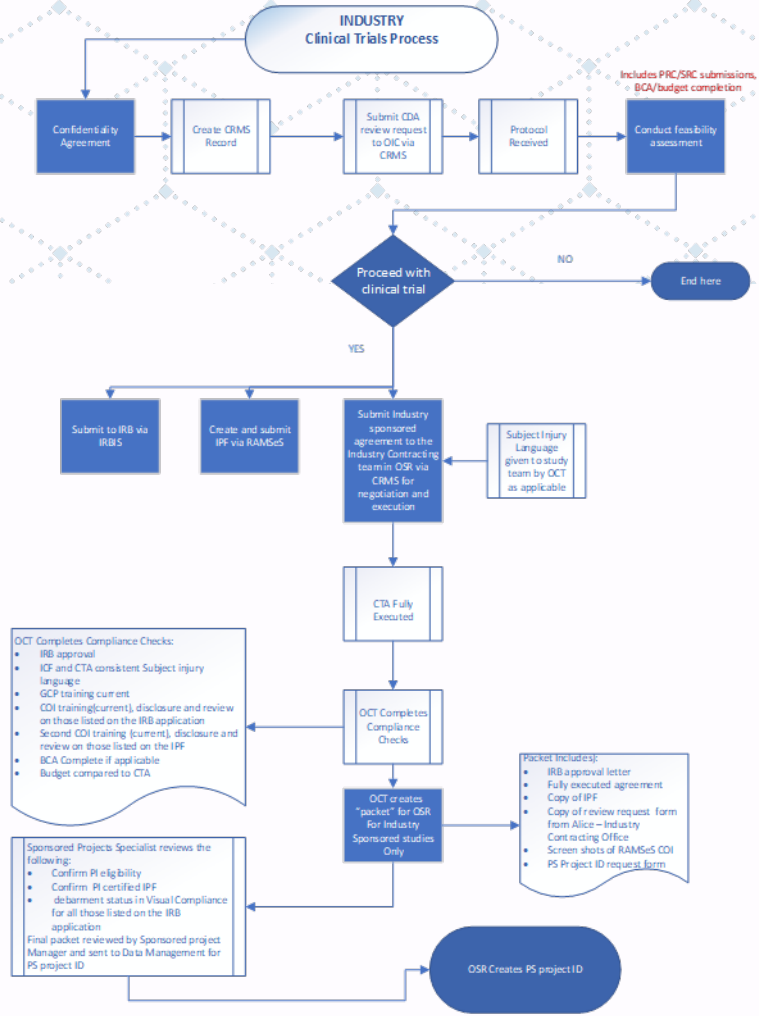 INDUSTRY
Clinical Trials Process
Includes PRC/SRC submissions,
BCA/budget completion
Confidentiality
Agreement
Create CRMS
Record
Submit CDA
review request
to OIC via
CRMS
Protocol
Received
Conduct feasibility
assessment
Proceed with
clinical trial
NO
End here
YES
Submit to IRB via
IRBIS
Create and submit
IPF via RAMSeS
Submit Industry
sponsored
agreement to the
Industry Contracting
team in OSR via
CRMS for
negotiation and
execution
Subject Injury
Language
given to study
team by OCT
as applicable
CTA Fully
Executed
OCT Completes Compliance Checks:
• IRB approval
• ICF and CTA consistent Subject injury
language
• GCP training current
• COI training(current), disclosure and review
on those listed on the IRB application
• Second COI training (current), disclosure and
review on those listed on the IPF
• BCA Complete if applicable
• Budget compared to CTA
OCT Completes
Compliance
Checks
OCT creates
"packet" for OSR
For Industry
Sponsored studies
Only
Packet Includes):
• IRB approval letter
• Fully executed agreement
• Copy of IPF
• Copy of review request form
from Alice – Industry
Contracting Office
• Screen shots of RAMSeS COI
• PS Project ID request form
Sponsored Projects Specialist reviews the
following:
• Confirm PI eligibility
• Confirm PI certified IPF
• debarment status in Visual Compliance
for all those listed on the IRB
application
Final packet reviewed by Sponsored project
Manager and sent to Data Management for
PS project ID
OSR Creates PS project ID